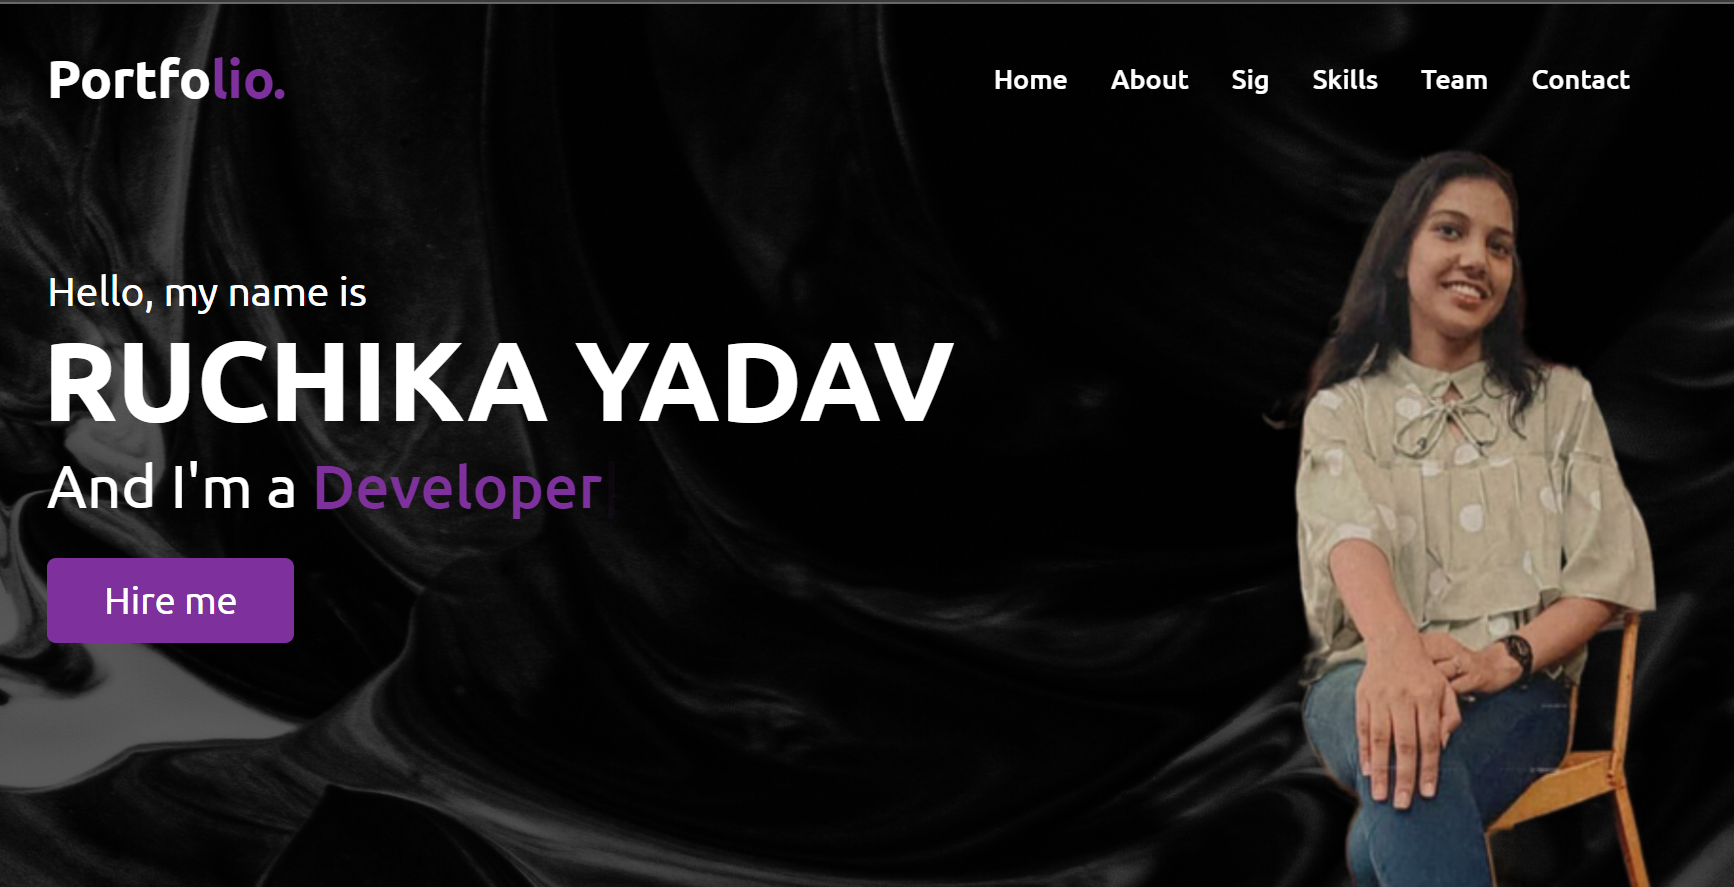 Portfolio.
Home About Sig Skills Team Contact
Hello, my name is
RUCHIKA YADAV
And I'm a Developer
Hire me